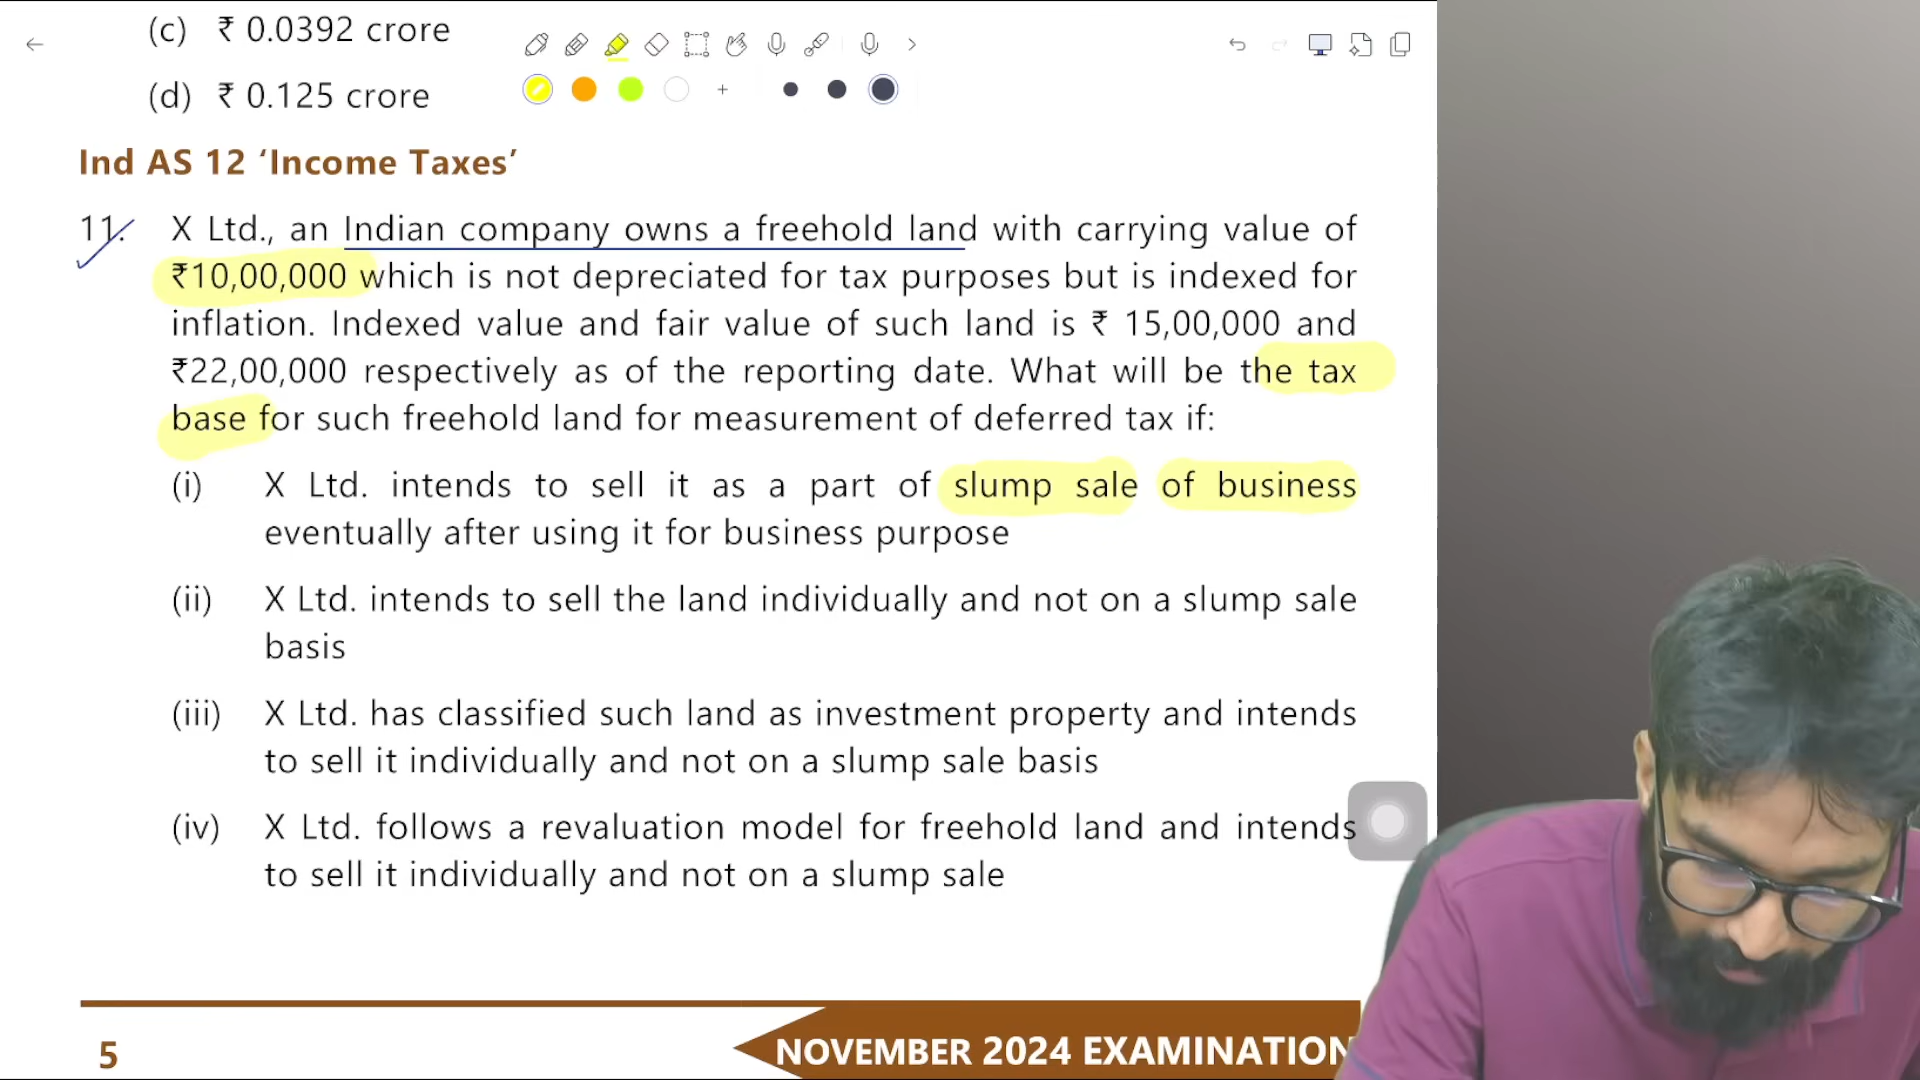 (c) ₹ 0.0392 crore
(d) ₹ 0.125 crore
Ind AS 12 ‘Income Taxes’
11. X Ltd., an Indian company owns a freehold land with carrying value of
₹10,00,000 which is not depreciated for tax purposes but is indexed for
inflation. Indexed value and fair value of such land is ₹ 15,00,000 and
₹22,00,000 respectively as of the reporting date. What will be the tax
base for such freehold land for measurement of deferred tax if:
(i) X Ltd. intends to sell it as a part of slump sale of business
eventually after using it for business purpose
(ii) X Ltd. intends to sell the land individually and not on a slump sale
basis
(iii) X Ltd. has classified such land as investment property and intends
to sell it individually and not on a slump sale basis
(iv) X Ltd. follows a revaluation model for freehold land and intends
to sell it individually and not on a slump sale
5
NOVEMBER 2024 EXAMINATION